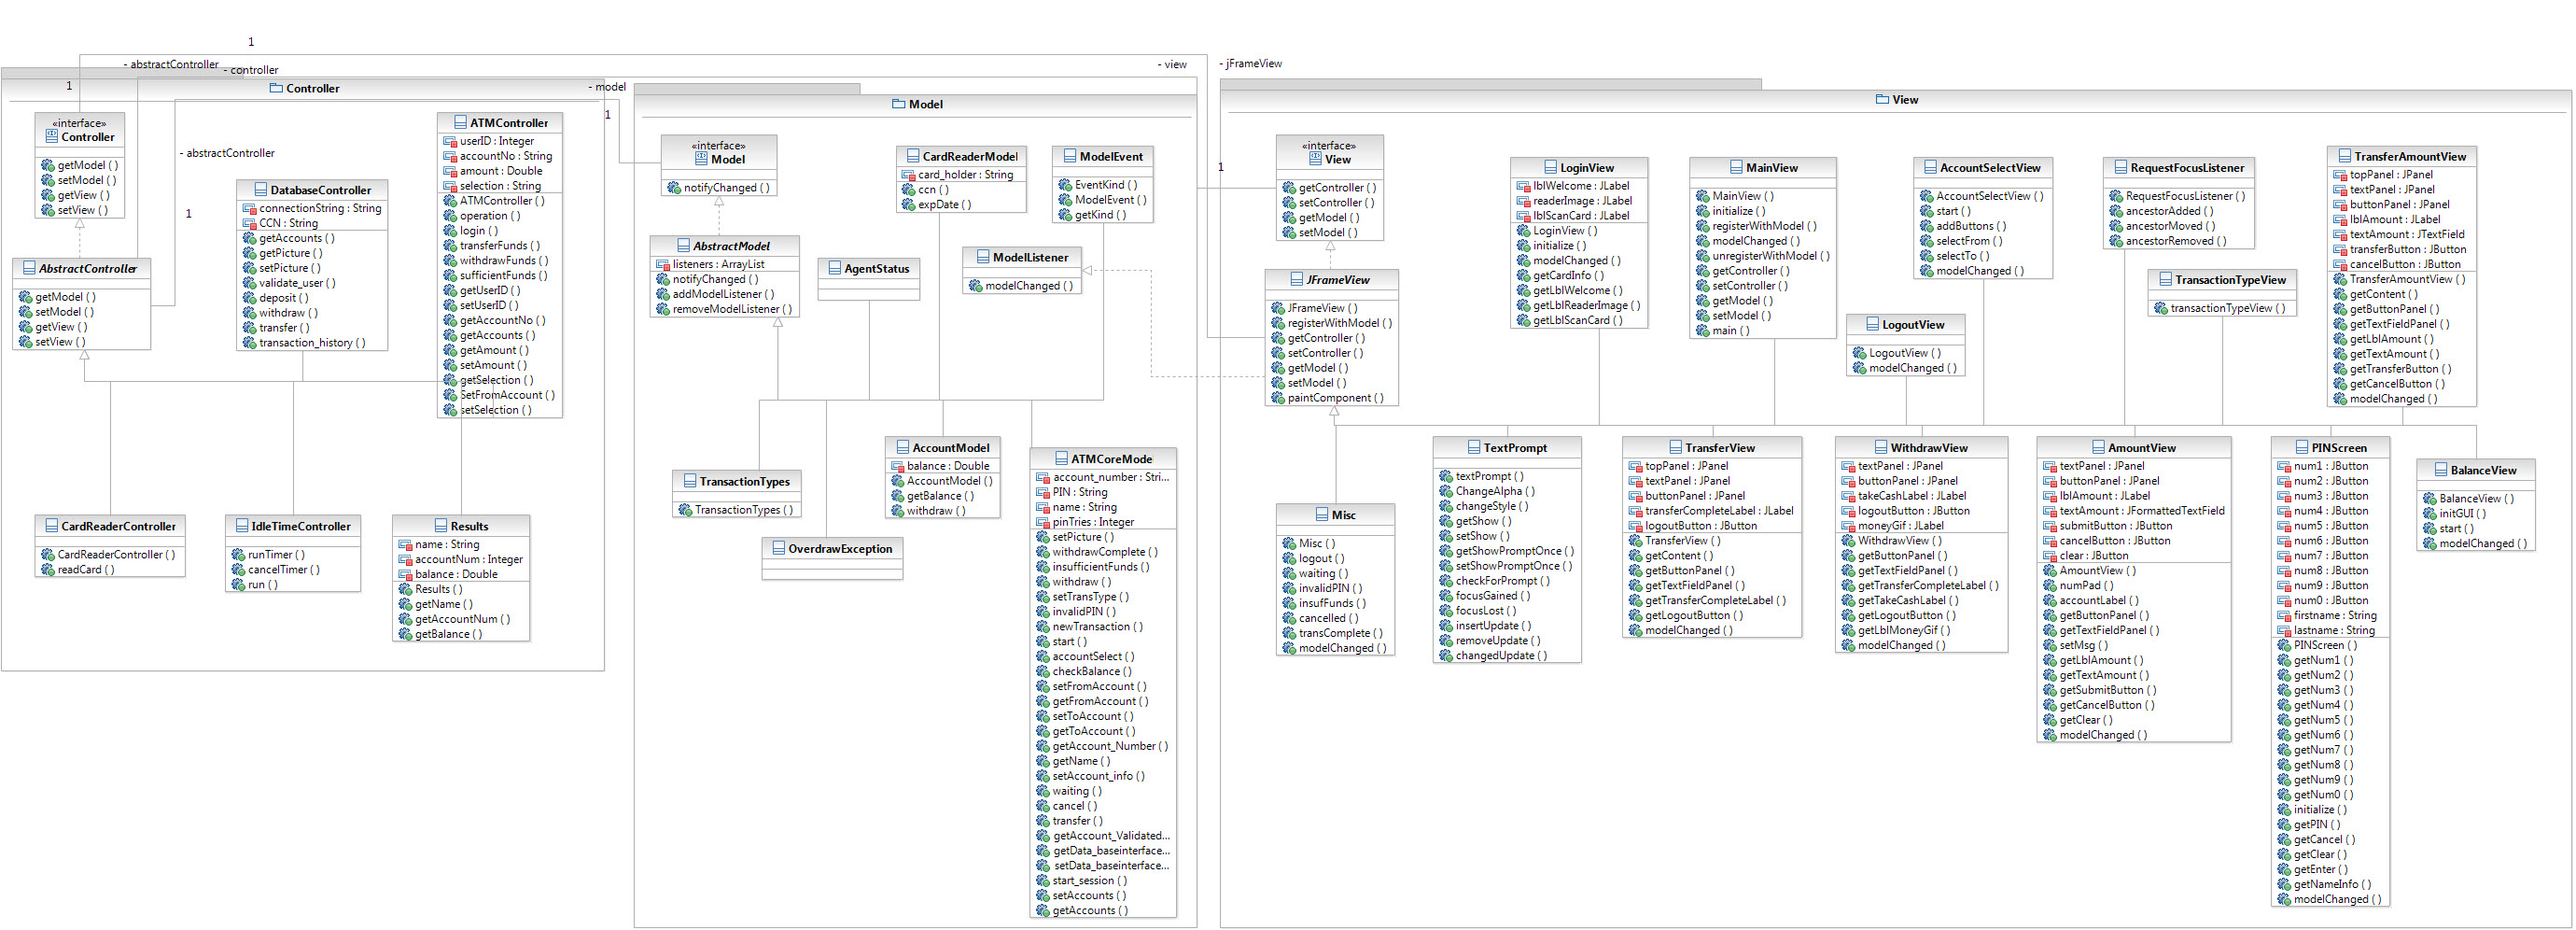 1
- abstractController
- controller
- view
- jFrameView
1
- model
1
- abstractController
1
1
Controller
«interface»
Controller
getModel ( )
setModel ( )
getView ( )
setView ( )
AbstractController
getModel ( )
setModel ( )
getView ( )
setView ( )
DatabaseController
connectionString : String
CCN : String
getAccounts ( )
getPicture ( )
setPicture ( )
validate_user ( )
deposit ( )
withdraw ( )
transfer ( )
transaction_history ( )
ATMController
userID : Integer
accountNo : String
amount : Double
selection : String
ATMController ( )
operation ( )
login ( )
transferFunds ( )
withdrawFunds ( )
sufficientFunds ( )
getUserID ( )
setUserID ( )
getAccountNo ( )
getAccounts ( )
getAmount ( )
setAmount ( )
getSelection ( )
SetFromAccount ( )
setSelection ( )
CardReaderController
CardReaderController ( )
readCard ( )
IdleTimeController
runTimer ( )
cancelTimer ( )
run ( )
Results
name : String
accountNum : Integer
balance : Double
Results ( )
getName ( )
getAccountNum ( )
getBalance ( )
Model
«interface»
Model
notifyChanged ( )
AbstractModel
listeners : ArrayList
notifyChanged ( )
addModelListener ( )
removeModelListener ( )
AgentStatus
CardReaderModel
card_holder : String
ccn ( )
expDate ( )
ModelEvent
EventKind ( )
ModelEvent ( )
getKind ( )
ModelListener
modelChanged ( )
TransactionTypes
TransactionTypes ( )
OverdrawException
AccountModel
balance : Double
AccountModel ( )
getBalance ( )
withdraw ( )
ATMCoreMode
account_number : Stri...
PIN : String
name : String
pinTries : Integer
setPicture ( )
withdrawComplete ( )
insufficientFunds ( )
withdraw ( )
setTransType ( )
invalidPIN ( )
newTransaction ( )
start ( )
accountSelect ( )
checkBalance ( )
setFromAccount ( )
getFromAccount ( )
setToAccount ( )
getToAccount ( )
getAccount_Number ( )
getName ( )
setAccount_info ( )
waiting ( )
cancel ( )
transfer ( )
getAccount_Validated...
getData_baseinterface...
setData_baseinterface...
start_session ( )
setAccounts ( )
getAccounts ( )
View
«interface»
View
getController ( )
setController ( )
getModel ( )
setModel ( )
JFrameView
JFrameView ( )
registerWithModel ( )
getController ( )
setController ( )
getModel ( )
setModel ( )
paintComponent ( )
LoginView
lblWelcome : JLabel
readerImage : JLabel
lblScanCard : JLabel
LoginView ( )
initialize ( )
modelChanged ( )
getCardInfo ( )
getLblWelcome ( )
getLblReaderImage ( )
getLblScanCard ( )
MainView
MainView ( )
initialize ( )
registerWithModel ( )
modelChanged ( )
unregisterWithModel ( )
getController ( )
setController ( )
getModel ( )
setModel ( )
main ( )
LogoutView
LogoutView ( )
modelChanged ( )
AccountSelectView
AccountSelectView ( )
start ( )
addButtons ( )
selectFrom ( )
selectTo ( )
modelChanged ( )
RequestFocusListener
RequestFocusListener ( )
ancestorAdded ( )
ancestorMoved ( )
ancestorRemoved ( )
TransactionTypeView
transactionTypeView ( )
TransferAmountView
topPanel : JPanel
textPanel : JPanel
buttonPanel : JPanel
lblAmount : JLabel
textAmount : JTextField
transferButton : JButton
cancelButton : JButton
TransferAmountView ( )
getContent ( )
getButtonPanel ( )
getTextFieldPanel ( )
getLblAmount ( )
getTextAmount ( )
getTransferButton ( )
getCancelButton ( )
modelChanged ( )
Misc
Misc ( )
logout ( )
waiting ( )
invalidPIN ( )
insufFunds ( )
cancelled ( )
transComplete ( )
modelChanged ( )
TextPrompt
textPrompt ( )
ChangeAlpha ( )
changeStyle ( )
getShow ( )
setShow ( )
getShowPromptOnce ( )
setShowPromptOnce ( )
checkForPrompt ( )
focusGained ( )
focusLost ( )
insertUpdate ( )
removeUpdate ( )
changedUpdate ( )
TransferView
topPanel : JPanel
textPanel : JPanel
buttonPanel : JPanel
transferCompleteLabel : JLabel
logoutButton : JButton
TransferView ( )
getContent ( )
getButtonPanel ( )
getTextFieldPanel ( )
getTransferCompleteLabel ( )
getLogoutButton ( )
modelChanged ( )
WithdrawView
textPanel : JPanel
buttonPanel : JPanel
takeCashLabel : JLabel
logoutButton : JButton
moneyGif : JLabel
WithdrawView ( )
getButtonPanel ( )
getTextFieldPanel ( )
getTransferCompleteLabel ( )
getTakeCashLabel ( )
getLogoutButton ( )
getLblMoneyGif ( )
modelChanged ( )
AmountView
textPanel : JPanel
buttonPanel : JPanel
lblAmount : JLabel
textAmount : JFormattedTextField
submitButton : JButton
cancelButton : JButton
clear : JButton
AmountView ( )
numPad ( )
accountLabel ( )
getButtonPanel ( )
getTextFieldPanel ( )
setMsg ( )
getLblAmount ( )
getTextAmount ( )
getSubmitButton ( )
getCancelButton ( )
getClear ( )
modelChanged ( )
PINScreen
num1 : JButton
num2 : JButton
num3 : JButton
num4 : JButton
num5 : JButton
num6 : JButton
num7 : JButton
num8 : JButton
num9 : JButton
num0 : JButton
firstname : String
lastname : String
PINScreen ( )
getNum1 ( )
getNum2 ( )
getNum3 ( )
getNum4 ( )
getNum5 ( )
getNum6 ( )
getNum7 ( )
getNum8 ( )
getNum9 ( )
getNum0 ( )
initialize ( )
getPIN ( )
getCancel ( )
getClear ( )
getEnter ( )
getNameInfo ( )
modelChanged ( )
BalanceView
BalanceView ( )
initGUI ( )
start ( )
modelChanged ( )